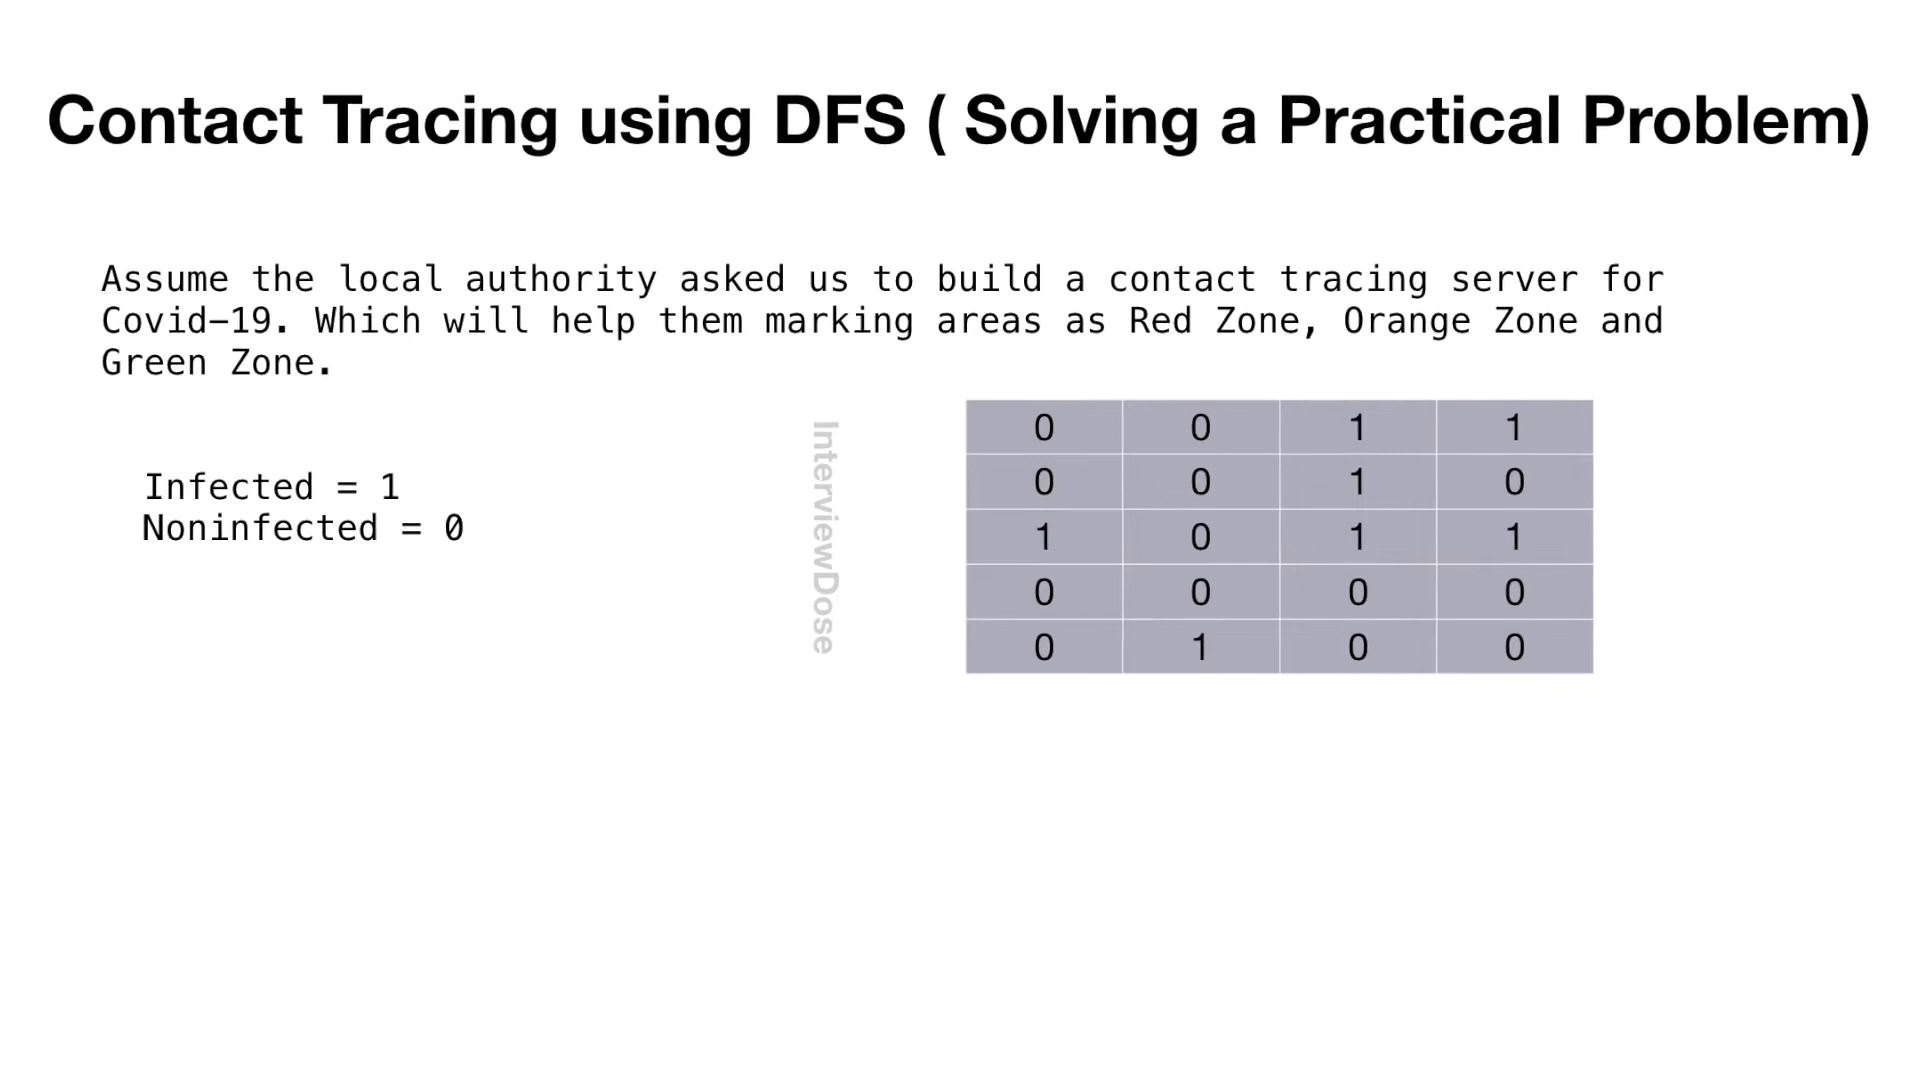 Contact Tracing using DFS ( Solving a Practical Problem)
Assume the local authority asked us to build a contact tracing server for
Covid-19. Which will help them marking areas as Red Zone, Orange Zone and
Green Zone.
Infected = 1
Noninfected = 0
InterviewDose
0 0 1 1
0 0 1 0
1 0 1 1
0 0 0 0
0 1 0 0